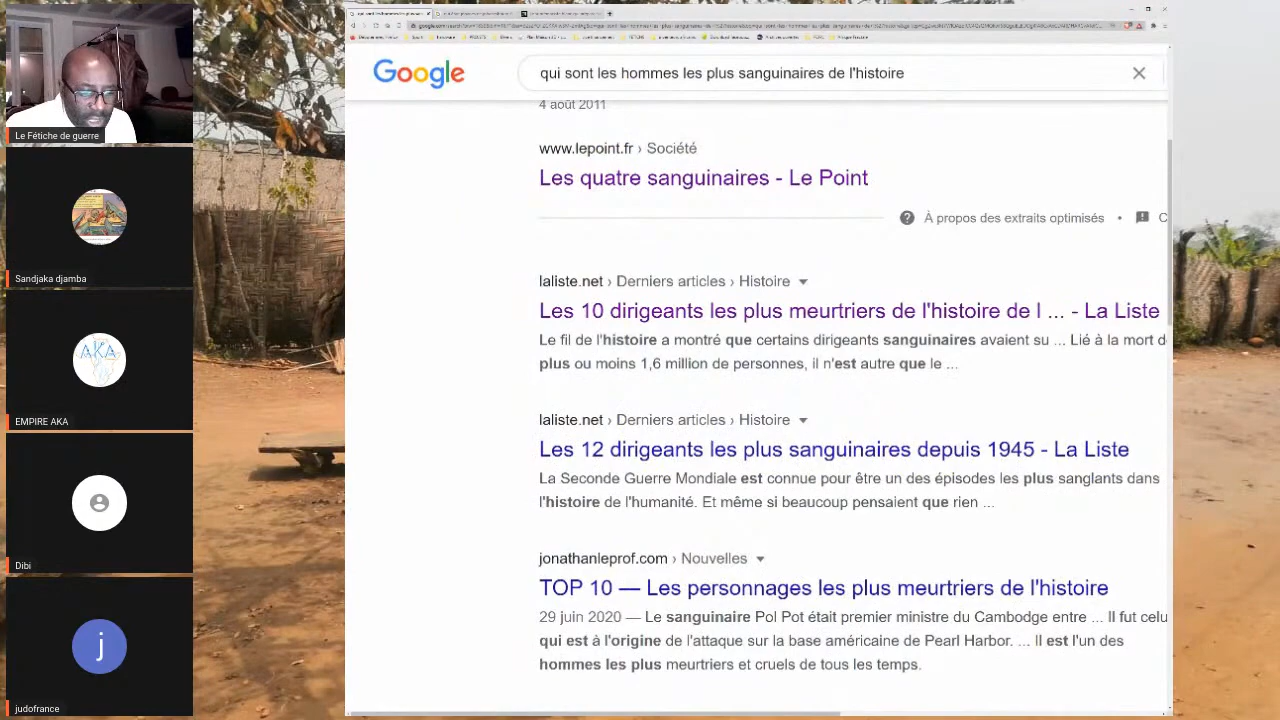 Google
qui sont les hommes les plus sanguinaires de l'histoire
4 août 2011
www.lepoint.fr › Société
Les quatre sanguinaires - Le Point
À propos des extraits optimisés •
laliste.net › Derniers articles › Histoire
Les 10 dirigeants les plus meurtriers de l'histoire de l ... - La Liste
Le fil de l'histoire a montré que certains dirigeants sanguinaires avaient su ... Lié à la mort d
plus ou moins 1,6 million de personnes, il n'est autre que le ...
laliste.net › Derniers articles › Histoire
Les 12 dirigeants les plus sanguinaires depuis 1945 - La Liste
La Seconde Guerre Mondiale est connue pour être un des épisodes les plus sanglants dans
l'histoire de l'humanité. Et même si beaucoup pensaient que rien ...
jonathanleprof.com › Nouvelles
TOP 10 — Les personnages les plus meurtriers de l'histoire
29 juin 2020 — Le sanguinaire Pol Pot était premier ministre du Cambodge entre ... Il fut celu
qui est à l'origine de l'attaque sur la base américaine de Pearl Harbor. ... Il est l'un des
hommes les plus meurtriers et cruels de tous les temps.
Le Fétiche de guerre
Sandjaka djamba
AKA
EMPIRE AKA
Dibi
j
judofrance